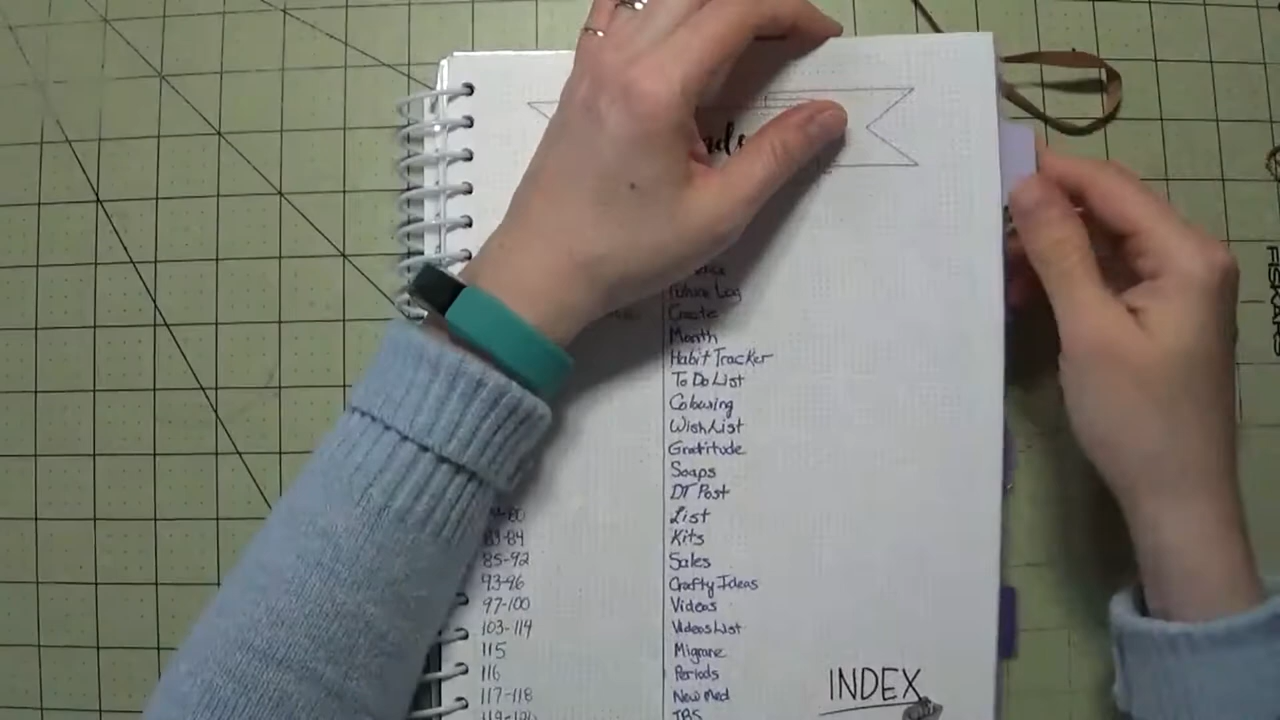 Future Log
Create
Month
Habit Tracker
To Do List
Colouring
Wish List
Gratitude
Soaps
DT Post
List
83-84 Kits
85-92 Sales
93-96 Crafty Ideas
97-100 Videos
103-114 Videos List
115 Migrane
116 Periods
117-118 New Med
IBS
INDEX
FISKARS